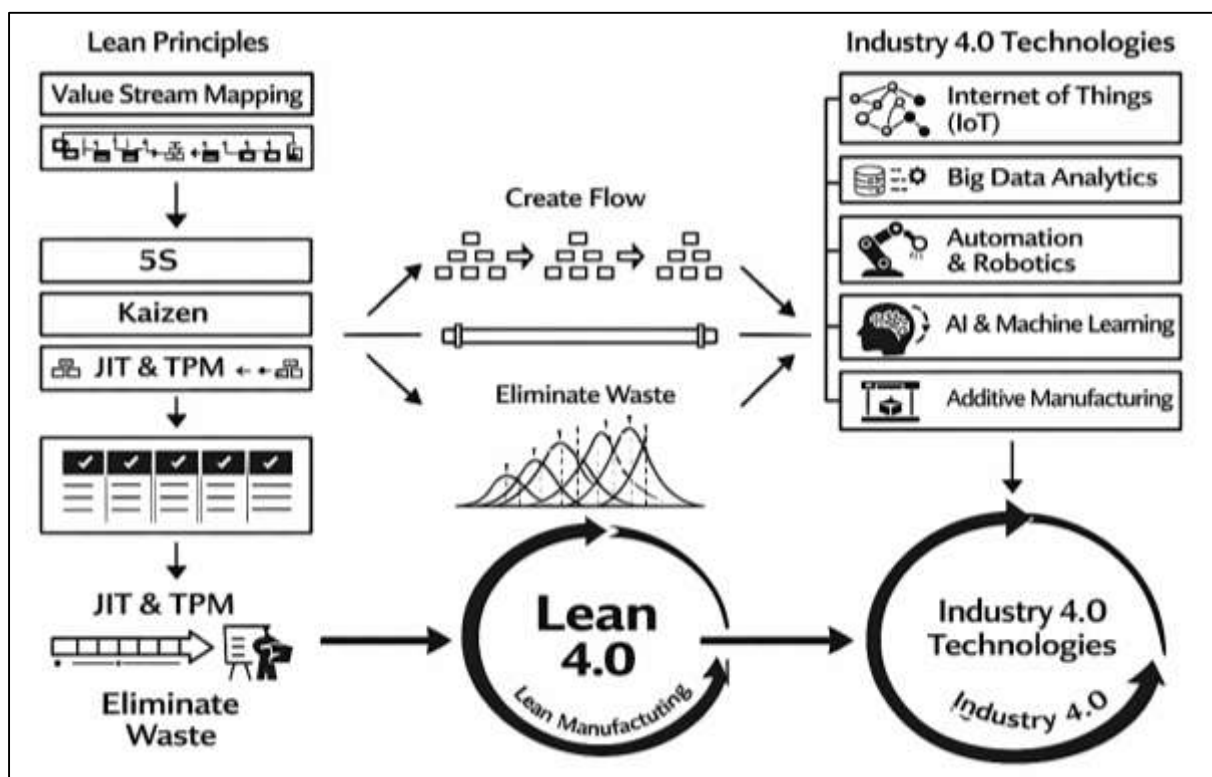 Lean Principles
Value Stream Mapping
5S
Kaizen
JIT & TPM
JIT & TPM
Eliminate
Waste
Create Flow
Eliminate Waste
Lean
4.0
Lean Manufactuting
Industry 4.0 Technologies
Internet of Things
(IoT)
Big Data Analytics
Automation
& Robotics
AI & Machine Learning
Additive Manufacturing
Industry 4.0
Technologies
Industry 4.0